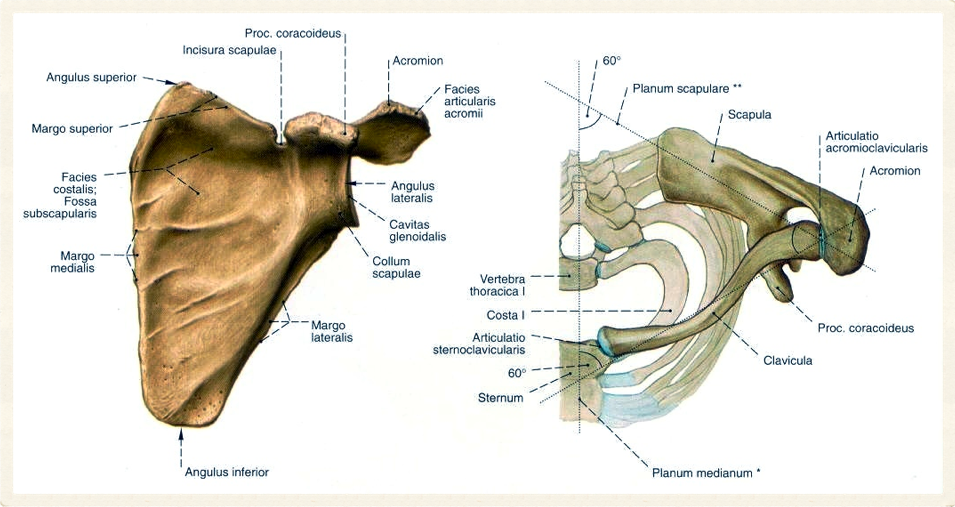 Proc. coracoideus
Incisura scapulae
Angulus superior
Acromion
Facies
articularis
acromii
Margo superior
Facies
costalis;
Fossa
subscapularis
Angulus
lateralis
Cavitas
glenoidalis
Margo
medialis
Collum
scapulae
Margo
lateralis
Angulus inferior
60°
Planum scapulare **
Scapula
Articulatio
acromioclavicularis
Acromion
Vertebra
thoracica I
Costa I
Proc. coracoideus
Articulatio
sternoclavicularis
Clavicula
60°
Sternum
Planum medianum *